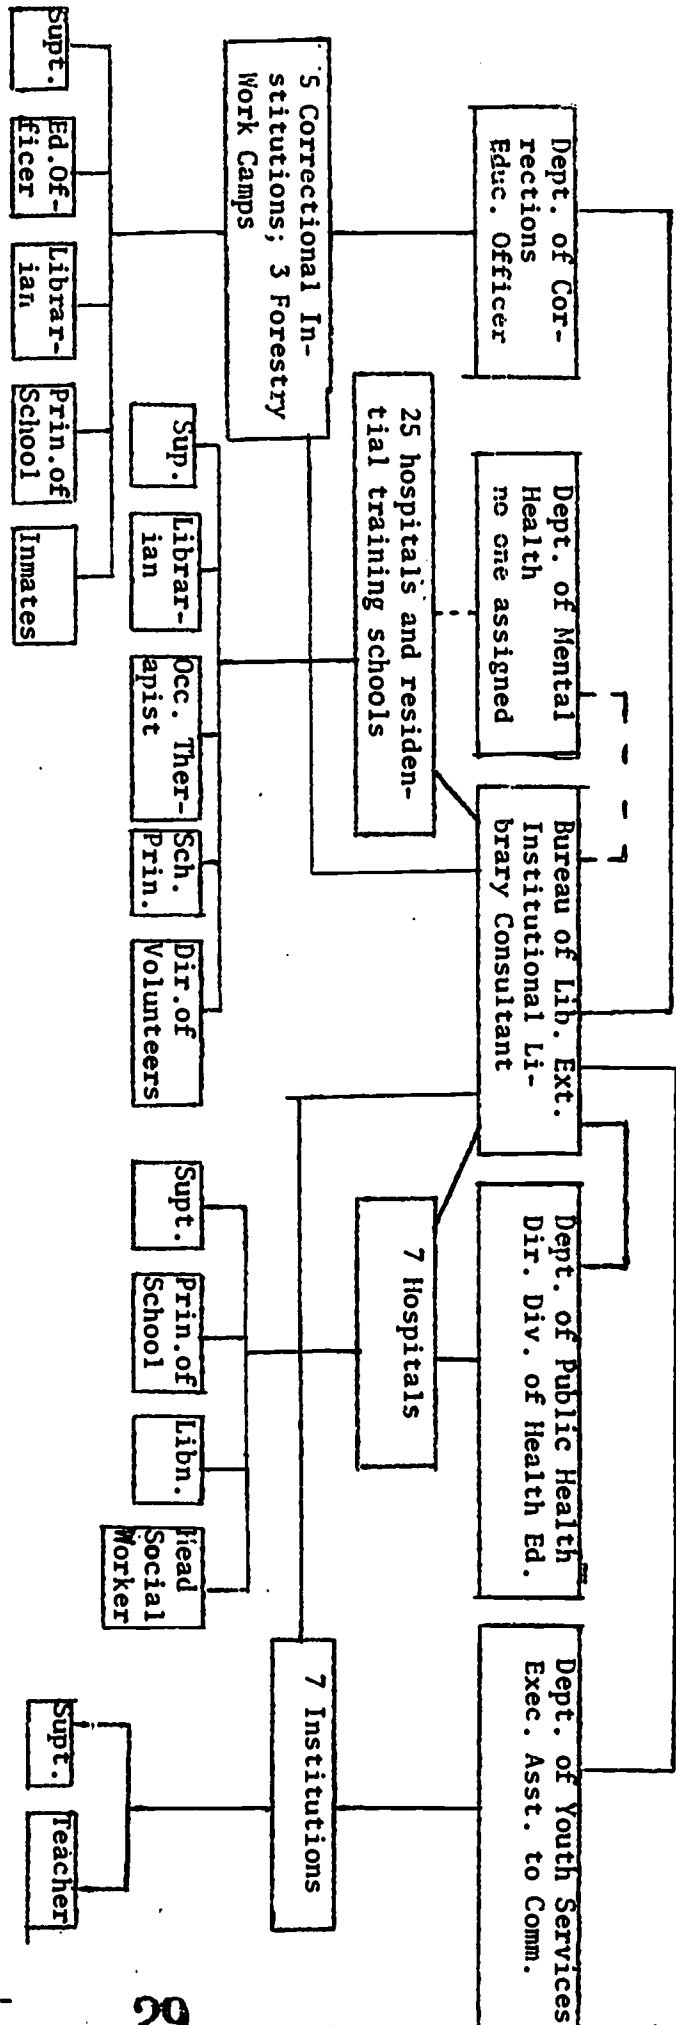 Dept. of Cor-
rections
Educ. Officer
Dept. of Mental
Health
no one assigned
Bureau of Lib. Ext.
Institutional Li-
brary Consultant
Dept. of Public Health
Dir. Div. of Health Ed.
Dept. of Youth Services
Exec. Asst. to Comm.
5 Correctional In-
stitutions; 3 Forestry
Work Camps
25 hospitals and residen-
tial training schools
7 Hospitals
7 Institutions
Supt.
Ed.Of-
ficer
Librar-
ian
Prin.of
School
Inmates
Sup.
Librar-
ian
Occ. Ther-
apist
Sch.
Prin.
Dir.of
Volunteers
Supt.
Prin.of
School
Libn.
Head
Social
Worker
Supt.
Teacher
29